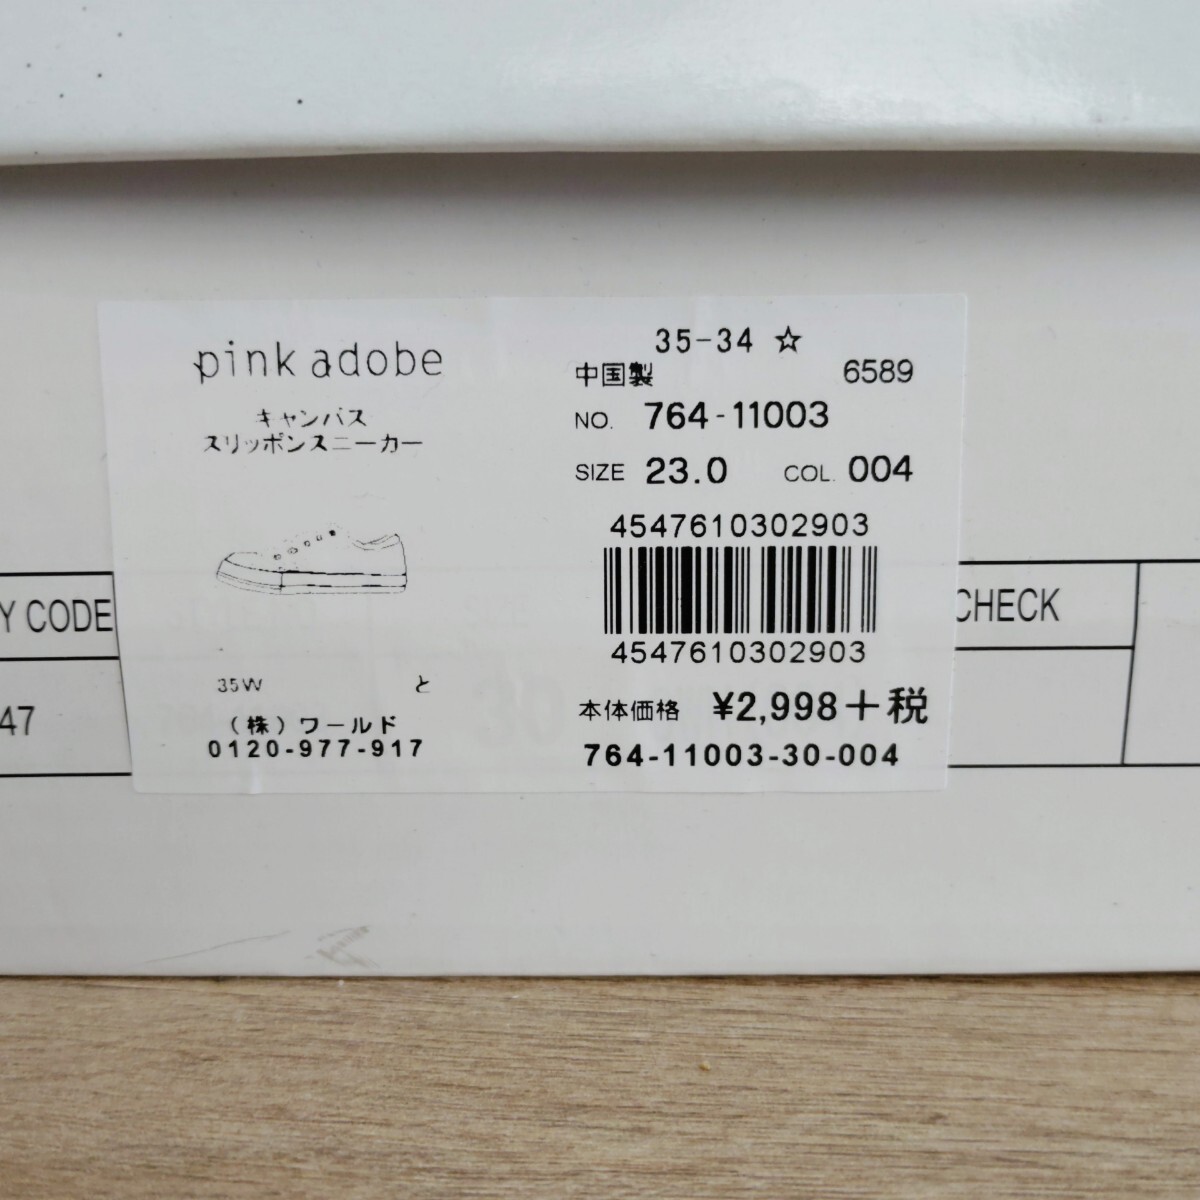 pink adobe
キャンバス
スリッポンスニーカー
35W と
(株)ワールド
0120-977-917
35-34 ☆
中国製 6589
NO. 764-11003
SIZE 23.0 COL. 004
4547610302903
4547610302903
本体価格 ¥2,998+税
764-11003-30-004
Y CODE
47
CHECK